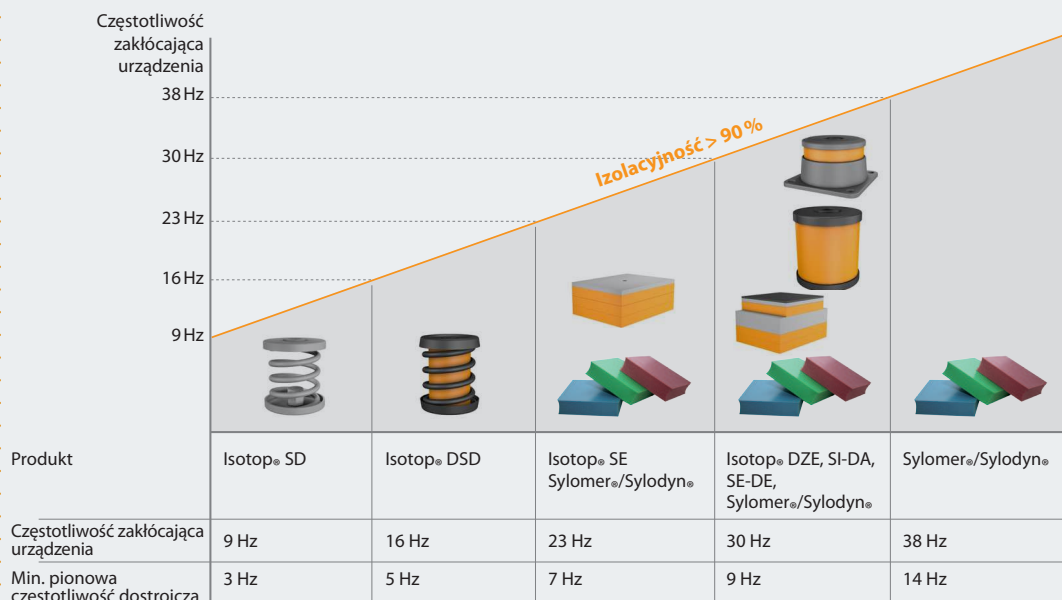 Częstotliwość
zakłócająca
urządzenia
38 Hz
30 Hz
23 Hz
16 Hz
9 Hz
Izolacyjność > 90 %
Produkt
Isotop® SD
Isotop® DSD
Isotop® SE
Sylomer®/Sylodyn®
Isotop® DZE, SI-DA,
SE-DE,
Sylomer®/Sylodyn®
Sylomer®/Sylodyn®
Częstotliwość zakłócająca
urządzenia
9 Hz
16 Hz
23 Hz
30 Hz
38 Hz
Min. pionowa
częstotliwość dostrojcza
3 Hz
5 Hz
7 Hz
9 Hz
14 Hz